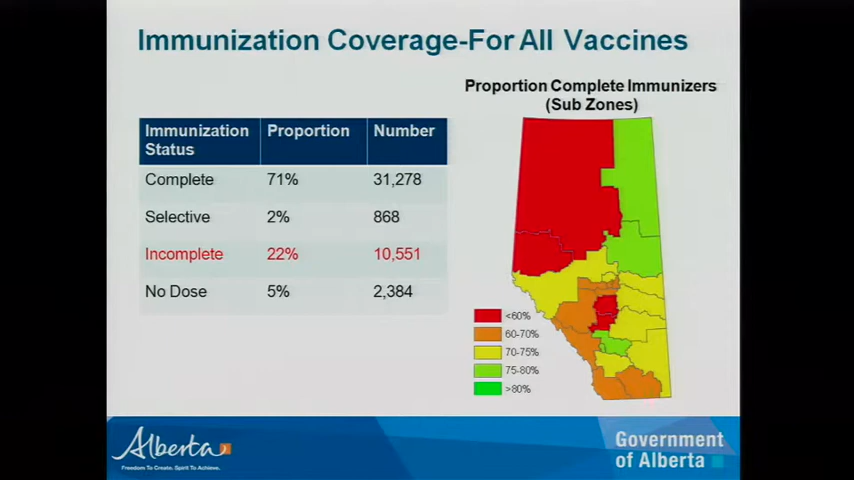 Immunization Coverage-For All Vaccines
Proportion Complete Immunizers
(Sub Zones)
Immunization Status Proportion Number
Complete 71% 31,278
Selective 2% 868
Incomplete 22% 10,551
No Dose 5% 2,384
<60%
60-70%
70-75%
75-80%
>80%
Alberta
Freedom To Create. Spirit To Achieve.
Government
of Alberta